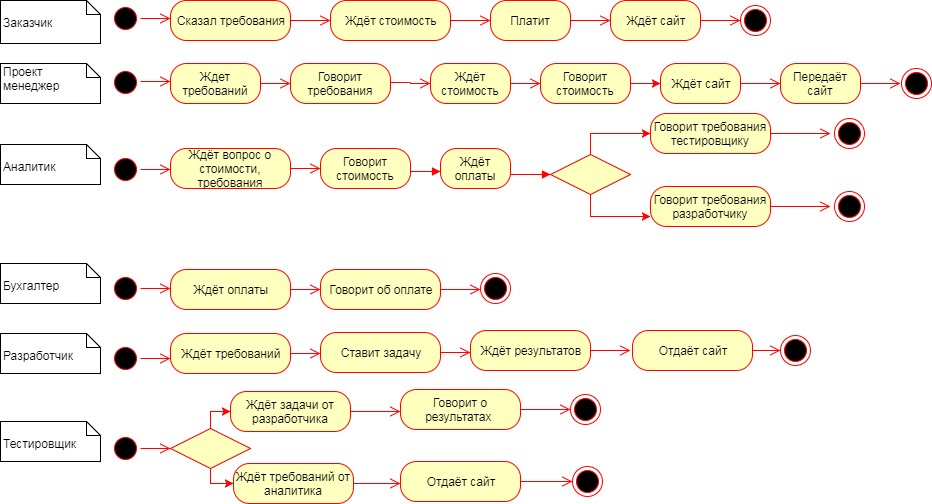 Заказчик
Сказал требования
Ждёт стоимость
Платит
Ждёт сайт
Проект
менеджер
Ждет
требований
Говорит
требования
Ждёт
стоимость
Говорит
стоимость
Ждёт сайт
Передаёт
сайт
Аналитик
Ждёт вопрос о
стоимости,
требования
Говорит
стоимость
Ждёт
оплаты
Говорит требования
тестировщику
Говорит требования
разработчику
Бухгалтер
Ждёт оплаты
Говорит об оплате
Разработчик
Ждёт требований
Ставит задачу
Ждёт результатов
Отдаёт сайт
Тестировщик
Ждёт задачи от
разработчика
Говорит о
результатах
Ждёт требований от
аналитика
Отдаёт сайт